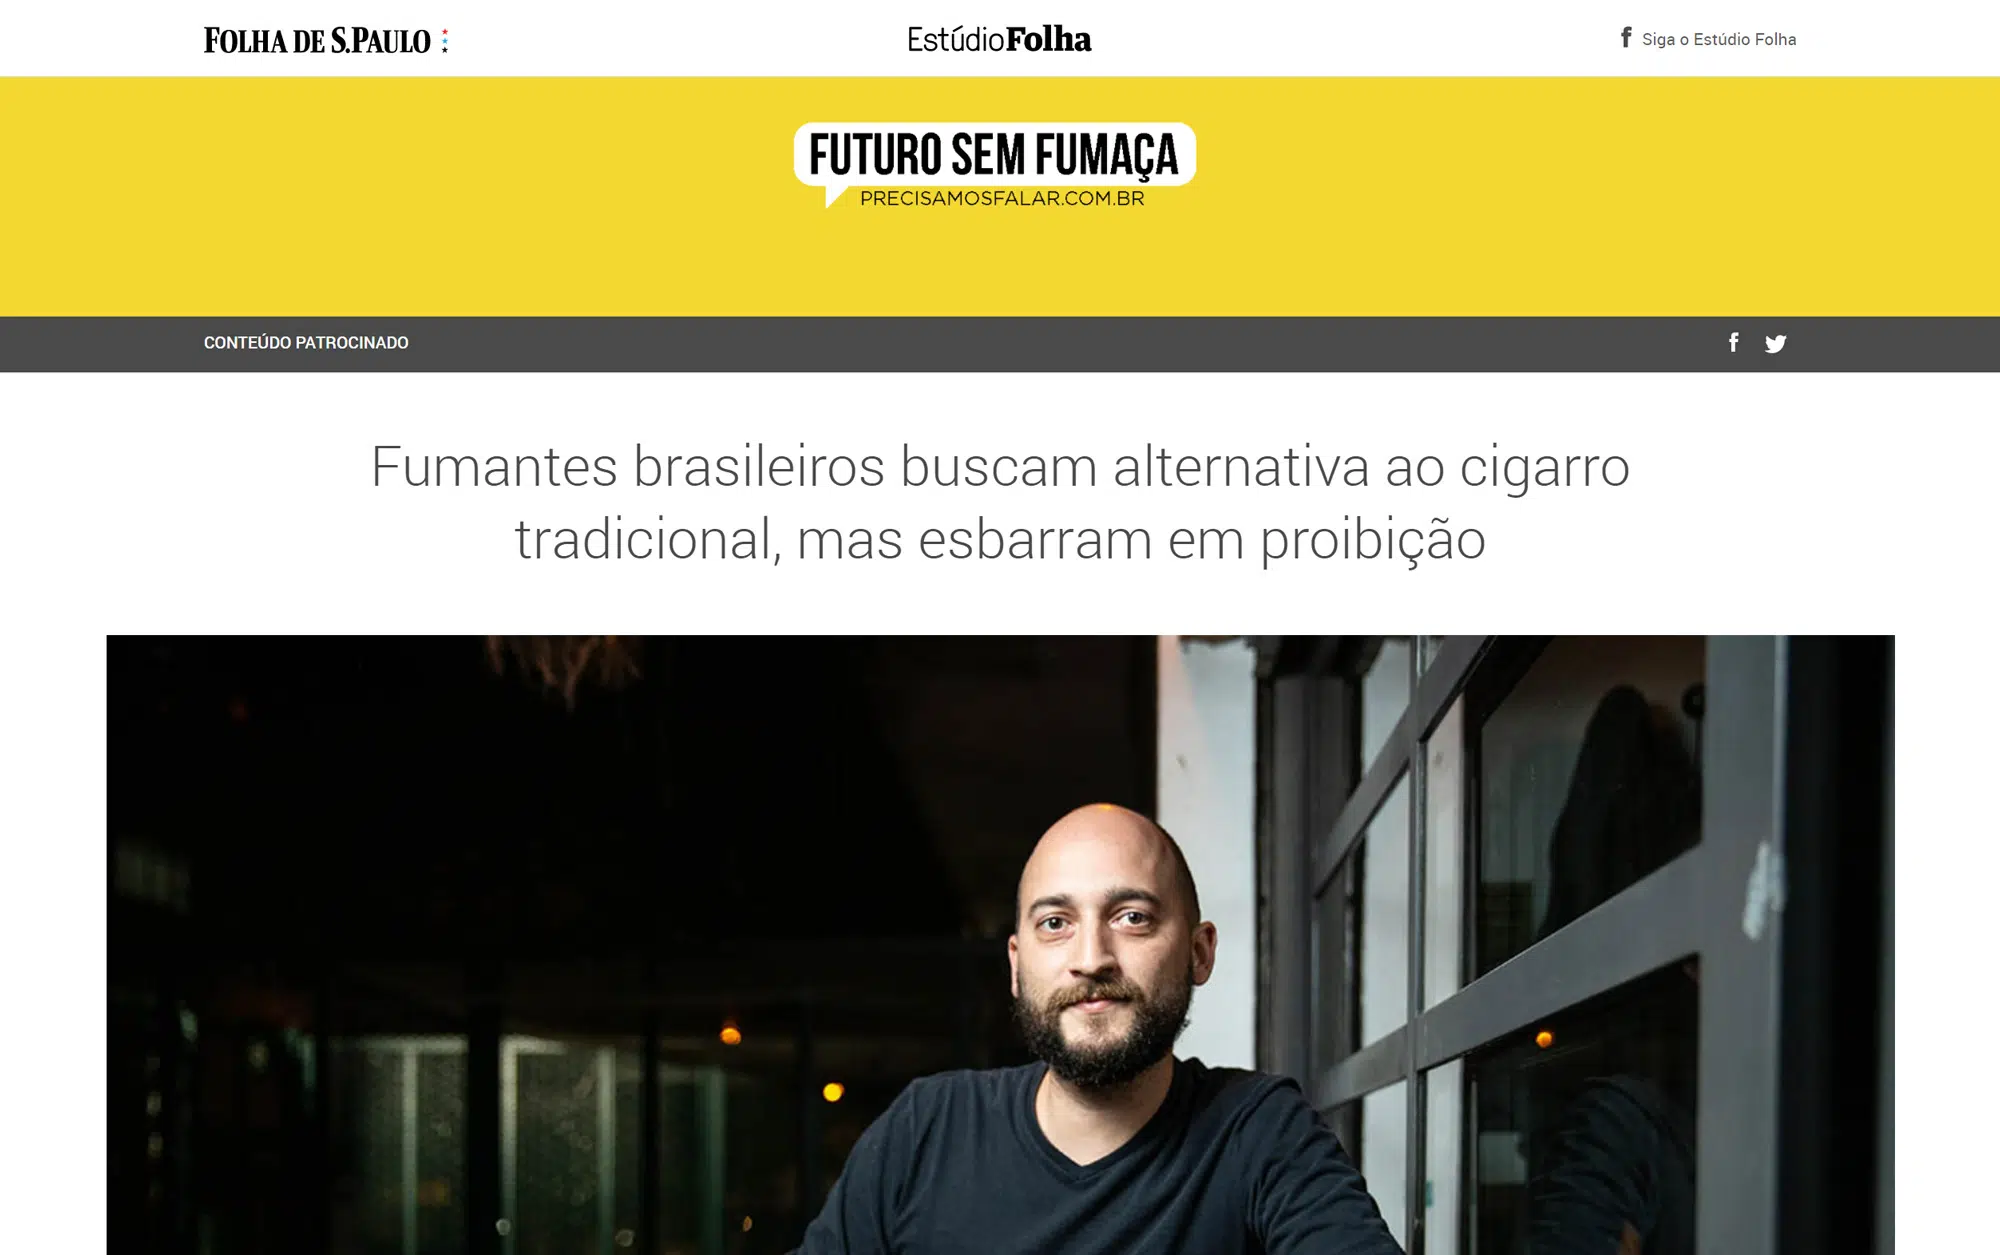 FOLHA DE S.PAULO
EstúdioFolha
f Siga o Estúdio Folha
FUTURO SEM FUMAÇA
PRECISAMOSFALAR.COM.BR
CONTEÚDO PATROCINADO
Fumantes brasileiros buscam alternativa ao cigarro
tradicional, mas esbarram em proibição